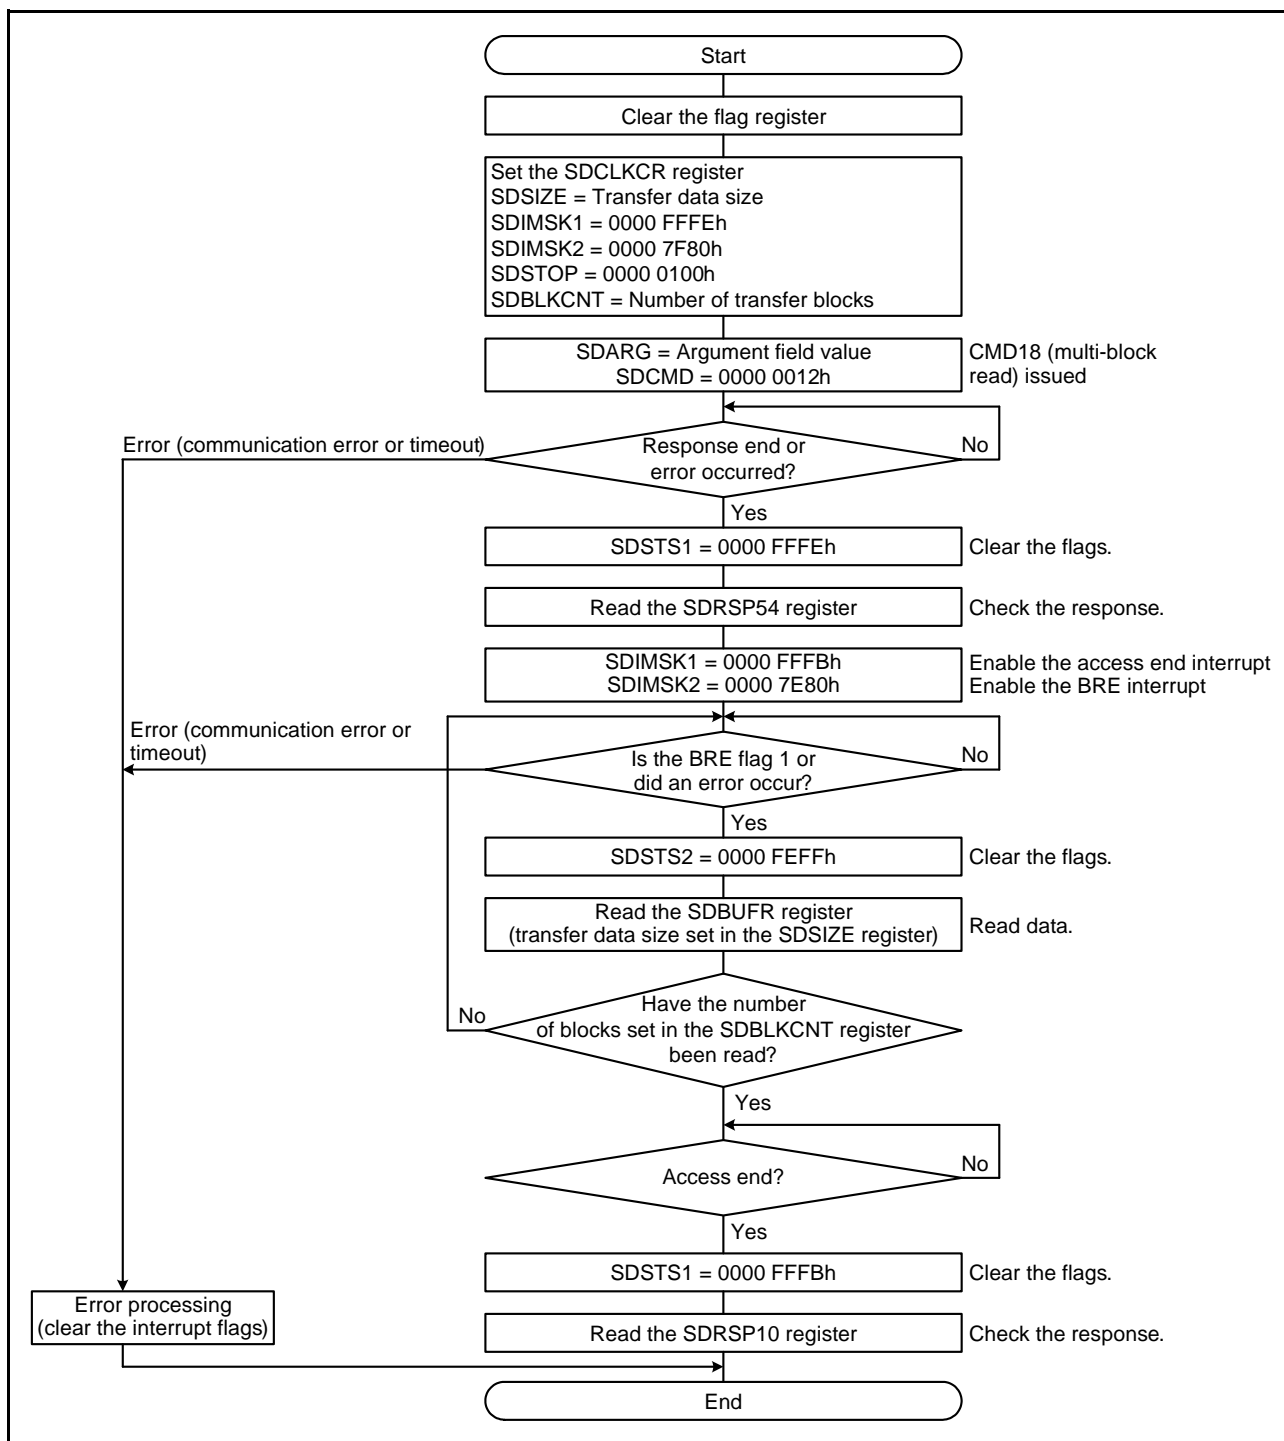 Start
Clear the flag register
Set the SDCLKCR register
SDSIZE = Transfer data size
SDIMSK1 = 0000 FFFEh
SDIMSK2 = 0000 7F80h
SDSTOP = 0000 0100h
SDBLKCNT = Number of transfer blocks
SDARG = Argument field value
SDCMD = 0000 0012h
CMD18 (multi-block
read) issued
Error (communication error or timeout)
Response end or
error occurred?
No
Yes
SDSTS1 = 0000 FFFEh
Clear the flags.
Read the SDRSP54 register
Check the response.
SDIMSK1 = 0000 FFFBh
SDIMSK2 = 0000 7E80h
Enable the access end interrupt
Enable the BRE interrupt
Error (communication error or
timeout)
Is the BRE flag 1 or
did an error occur?
No
Yes
SDSTS2 = 0000 FEFFh
Clear the flags.
Read the SDBUFR register
(transfer data size set in the SDSIZE register)
Read data.
No
Have the number
of blocks set in the SDBLKCNT register
been read?
Yes
Access end?
No
Yes
SDSTS1 = 0000 FFFBh
Clear the flags.
Error processing
(clear the interrupt flags)
Read the SDRSP10 register
Check the response.
End